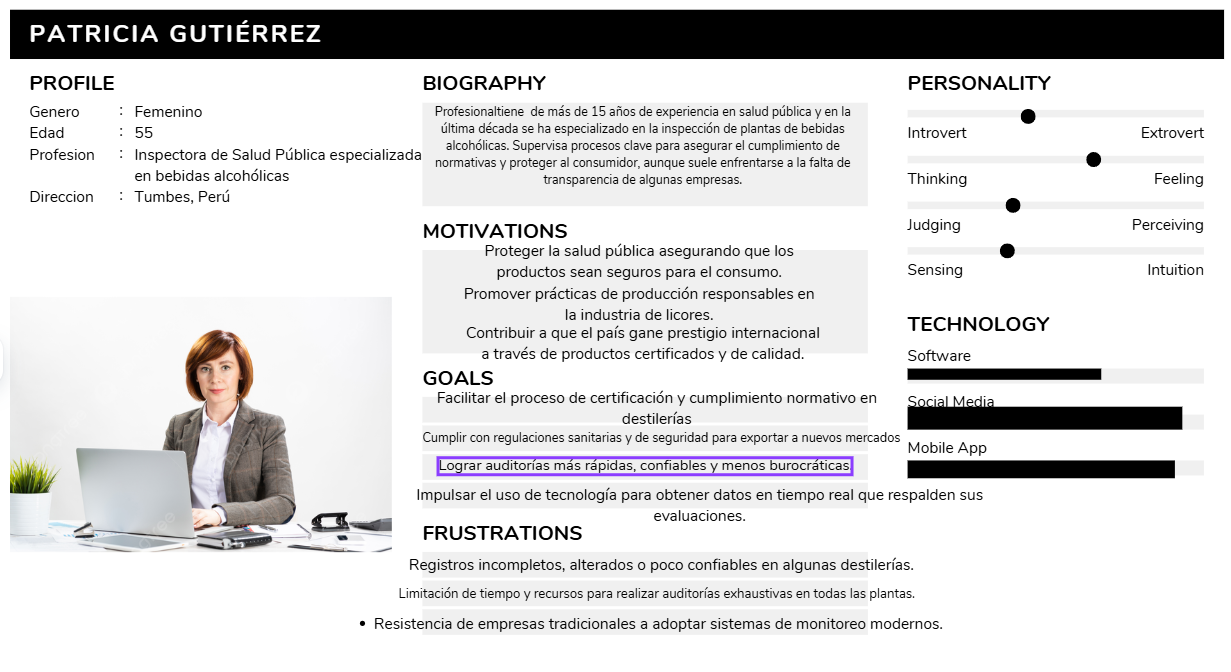 PATRICIA GUTIÉRREZ
PROFILE
Genero : Femenino
Edad : 55
Profesion : Inspectora de Salud Pública especializada
en bebidas alcohólicas
Direccion : Tumbes, Perú
BIOGRAPHY
Profesionaltiene de más de 15 años de experiencia en salud pública y en la
última década se ha especializado en la inspección de plantas de bebidas
alcohólicas. Supervisa procesos clave para asegurar el cumplimiento de
normativas y proteger al consumidor, aunque suele enfrentarse a la falta de
transparencia de algunas empresas.
MOTIVATIONS
Proteger la salud pública asegurando que los
productos sean seguros para el consumo.
Promover prácticas de producción responsables en
la industria de licores.
Contribuir a que el país gane prestigio internacional
a través de productos certificados y de calidad.
GOALS
Facilitar el proceso de certificación y cumplimiento normativo en
destilerías
Cumplir con regulaciones sanitarias y de seguridad para exportar a nuevos mercados
Lograr auditorías más rápidas, confiables y menos burocráticas.
Impulsar el uso de tecnología para obtener datos en tiempo real que respalden sus
evaluaciones.
FRUSTRATIONS
Registros incompletos, alterados o poco confiables en algunas destilerías.
Limitación de tiempo y recursos para realizar auditorías exhaustivas en todas las plantas.
• Resistencia de empresas tradicionales a adoptar sistemas de monitoreo modernos.
PERSONALITY
Introvert Extrovert
Thinking Feeling
Judging Perceiving
Sensing Intuition
TECHNOLOGY
Software
Social Media
Mobile App